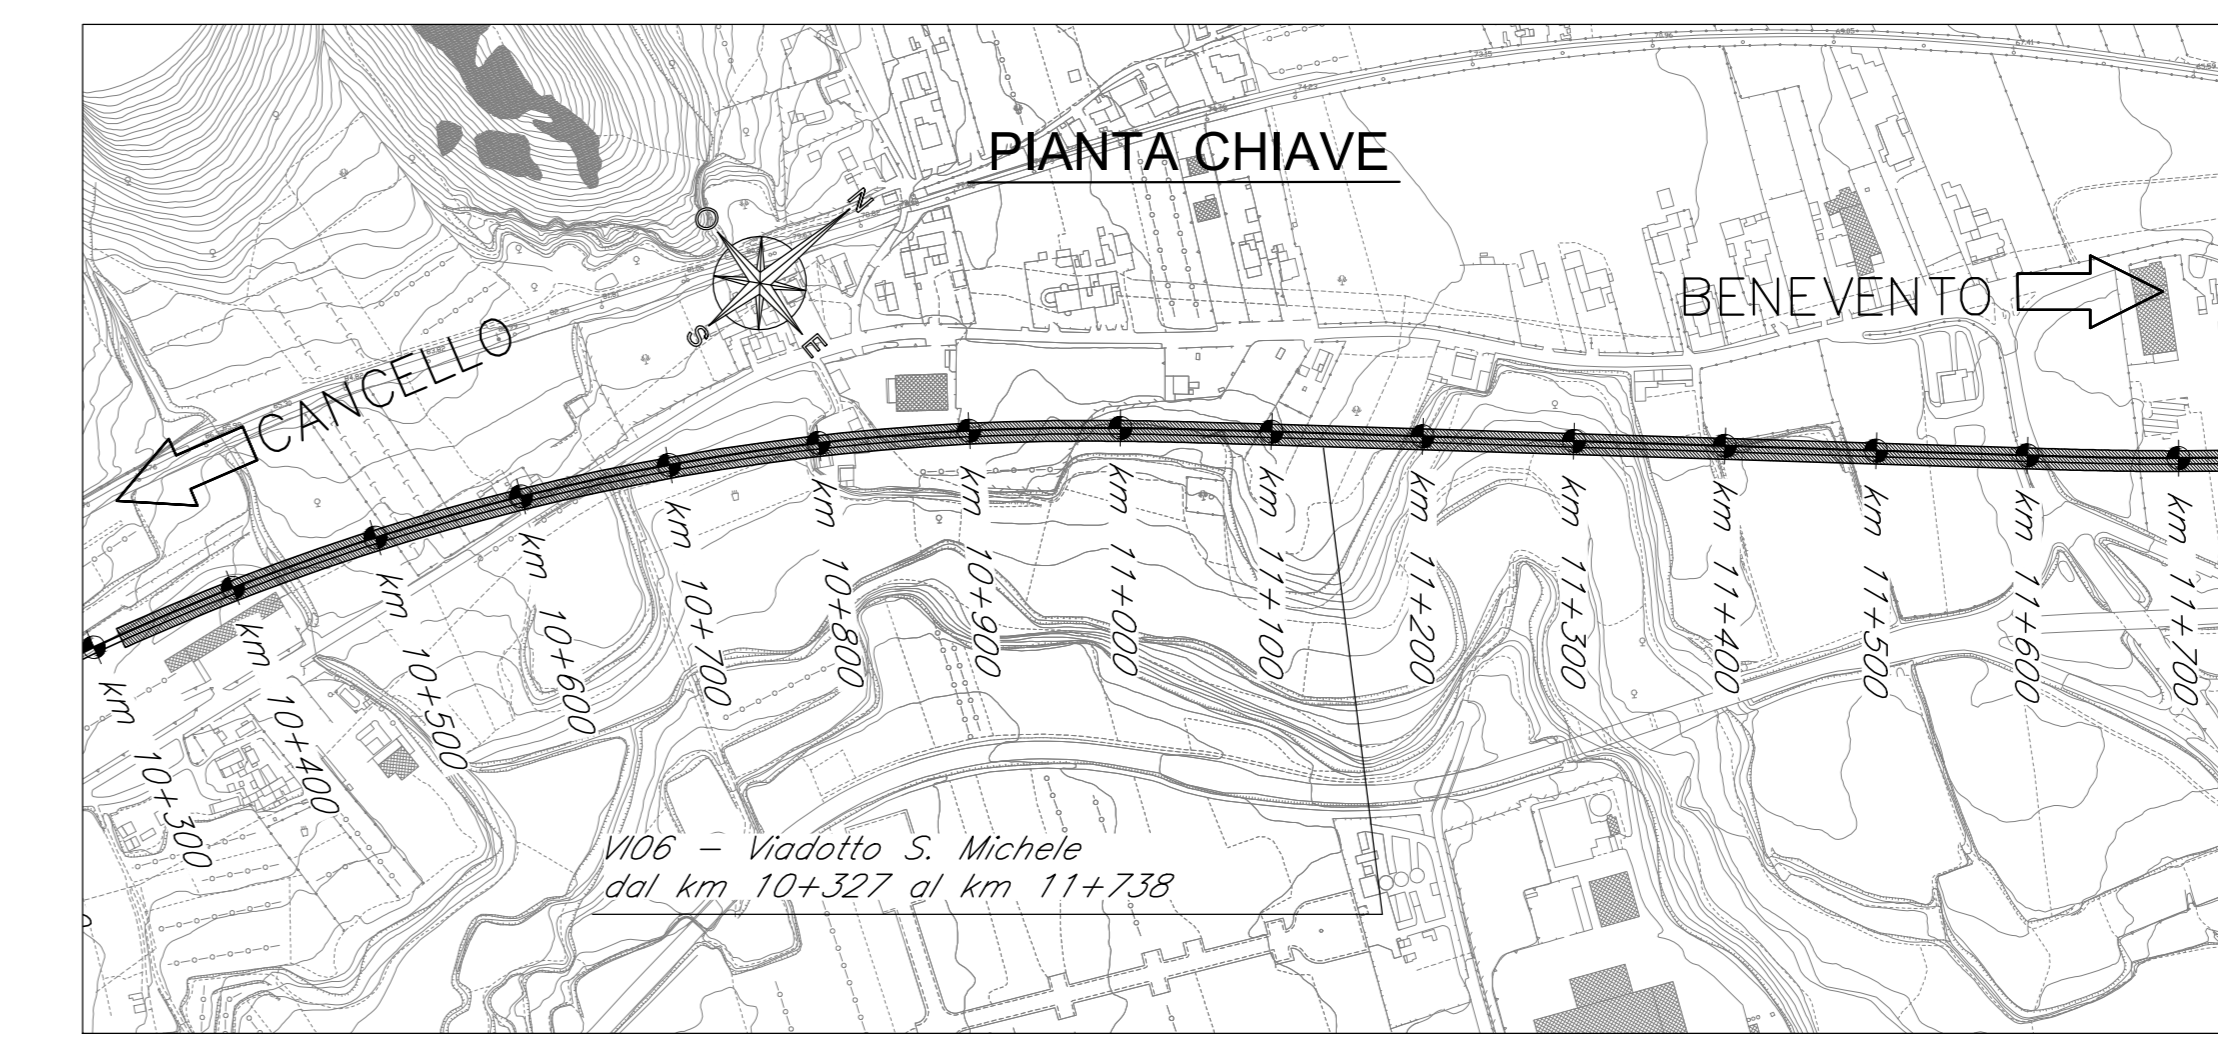 PIANTA CHIAVE
O
N
S
E
BENEVENTO
CANCELLO
km 10+300
km 10+400
km 10+500
km 10+600
km 10+700
km 10+800
km 10+900
km 11+000
km 11+100
km 11+200
km 11+300
km 11+400
km 11+500
km 11+600
km 11+700
VI06 – Viadotto S. Michele
dal km 10+327 al km 11+738